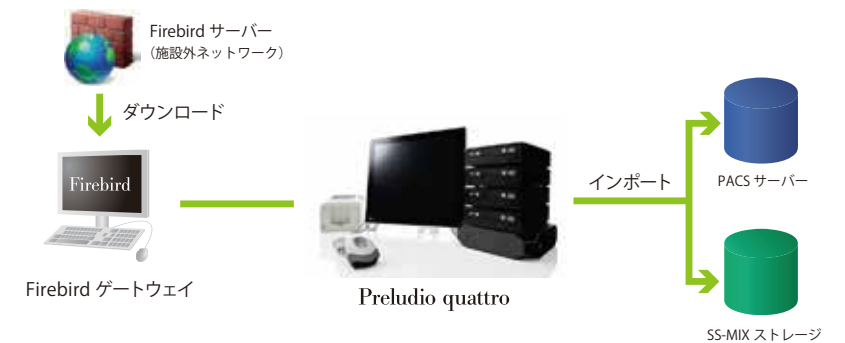 Firebird サーバー
（施設外ネットワーク）
ダウンロード
Firebird
Firebird ゲートウェイ
Preludio quattro
インポート
PACS サーバー
SS-MIX ストレージ